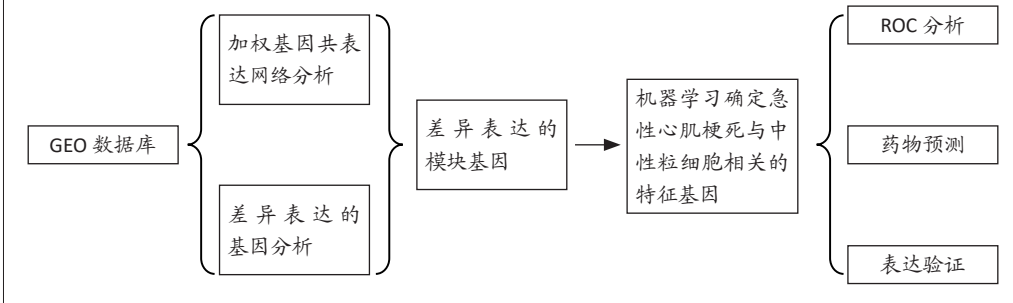 GEO 数据库
加权基因共表
达网络分析
差异表达的
基因分析
差异表达的
模块基因
机器学习确定急
性心肌梗死与中
性粒细胞相关的
特征基因
ROC 分析
药物预测
表达验证